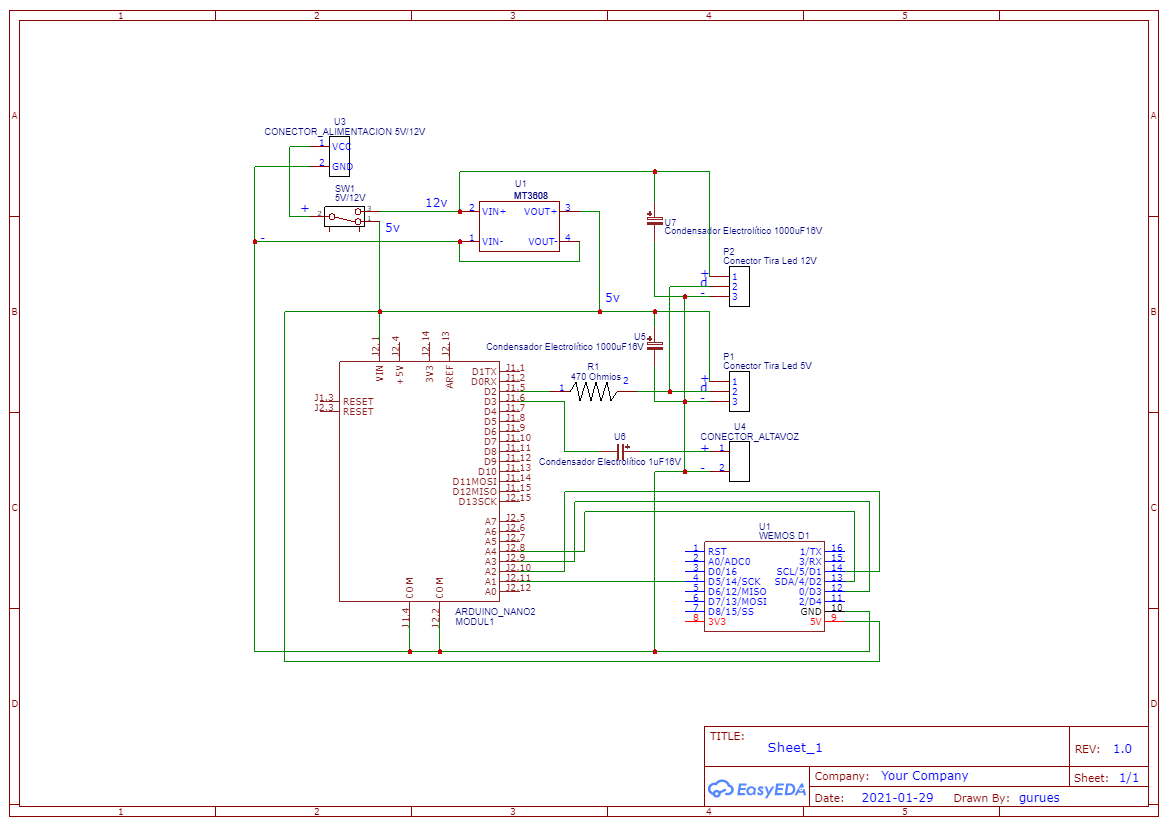 1 2 3 4 5
A A
B B
C C
D D
1 2 3 4 5
U3
CONECTOR_ALIMENTACION 5V/12V
1 VCC
2 GND
SW1
5V/12V
+ 2 3
1
12v
5v
-
U1
MT3608
2 VIN+ VOUT+ 3
1 VIN- VOUT- 4
5v
U7
Condensador Electrolítico 1000uF16V
P2
Conector Tira Led 12V
+ 1
d 2
- 3
U5
Condensador Electrolítico 1000uF16V
R1
470 Ohmios
1 2
P1
Conector Tira Led 5V
+ 1
d 2
- 3
U4
CONECTOR_ALTAVOZ
+ 1
- 2
U6
+
Condensador Electrolítico 1uF16V
J2.1 J2.4 J2.14 J2.13
VIN +5V 3V3 AREF
J1.3 RESET
J2.3 RESET
D1TX J1.1
D0RX J1.2
D2 J1.5
D3 J1.6
D4 J1.7
D5 J1.8
D6 J1.9
D7 J1.10
D8 J1.11
D9 J1.12
D10 J1.13
D11MOSI J1.14
D12MISO J1.15
D13SCK J2.15
A7 J2.5
A6 J2.6
A5 J2.7
A4 J2.8
A3 J2.9
A2 J2.10
A1 J2.11
A0 J2.12
COM COM
J1.4 J2.2
ARDUINO_NANO2
MODUL1
U1
WEMOS D1
1 RST 1/TX 16
2 A0/ADC0 3/RX 15
3 D0/16 SCL/5/D1 14
4 D5/14/SCK SDA/4/D2 13
5 D6/12/MISO 0/D3 12
6 D7/13/MOSI 2/D4 11
7 D8/15/SS GND 10
8 3V3 5V 9
TITLE:
Sheet_1
REV: 1.0
EasyEDA
Company: Your Company
Sheet: 1/1
Date: 2021-01-29 Drawn By: gurues